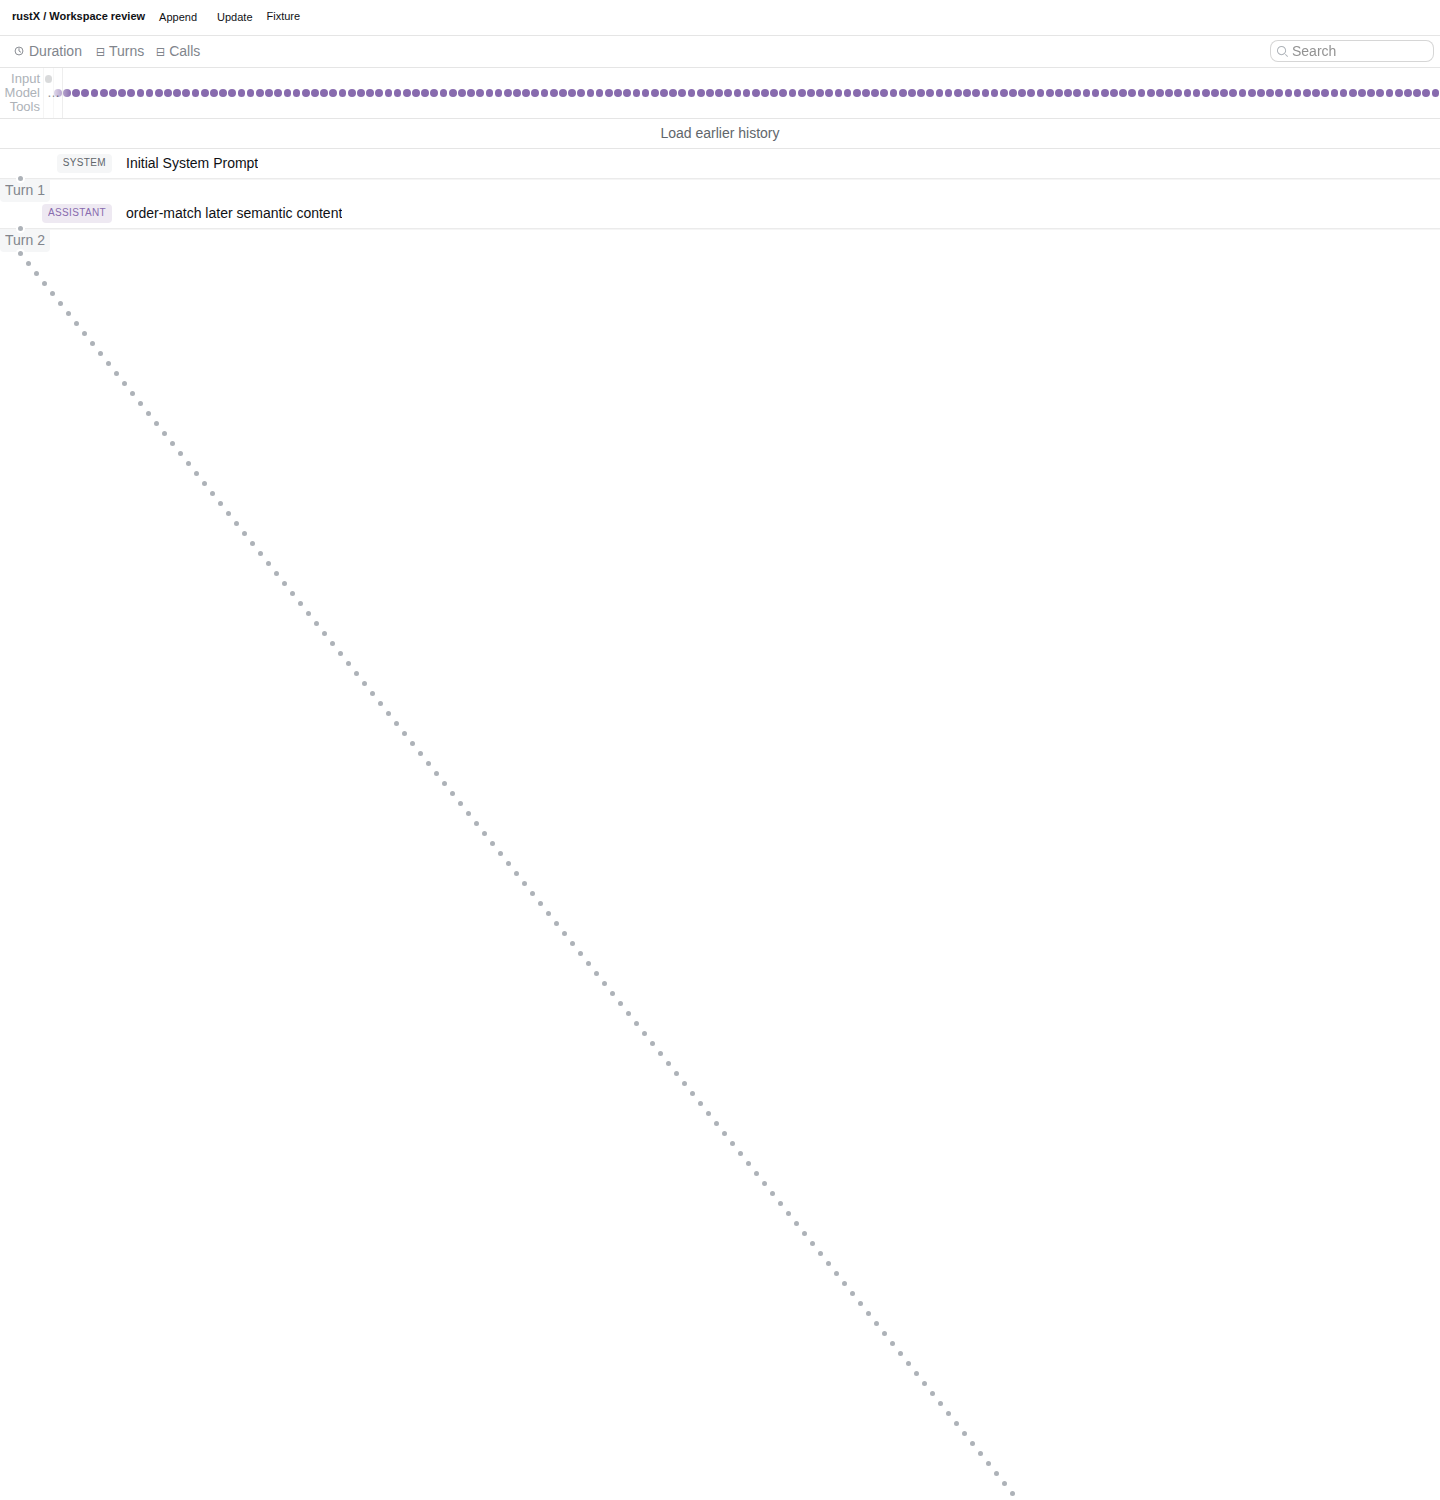 rustX / Workspace review Append Update Fixture
Duration Turns Calls Search
Input
Model ...
Tools
Load earlier history
SYSTEM Initial System Prompt
Turn 1
ASSISTANT order-match later semantic content
Turn 2